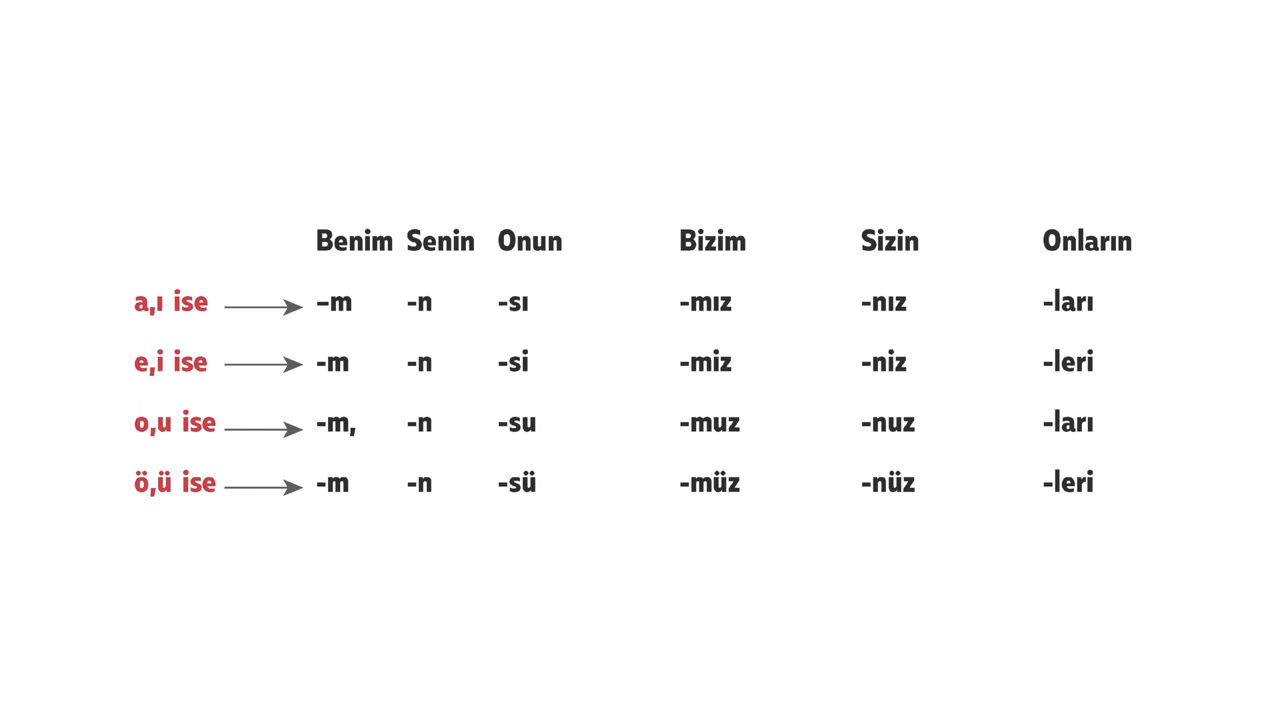 Benim Senin Onun Bizim Sizin Onların
a,ı ise –m -n -sı -mız -nız -ları
e,i ise -m -n -si -miz -niz -leri
o,u ise -m, -n -su -muz -nuz -ları
ö,ü ise -m -n -sü -müz -nüz -leri